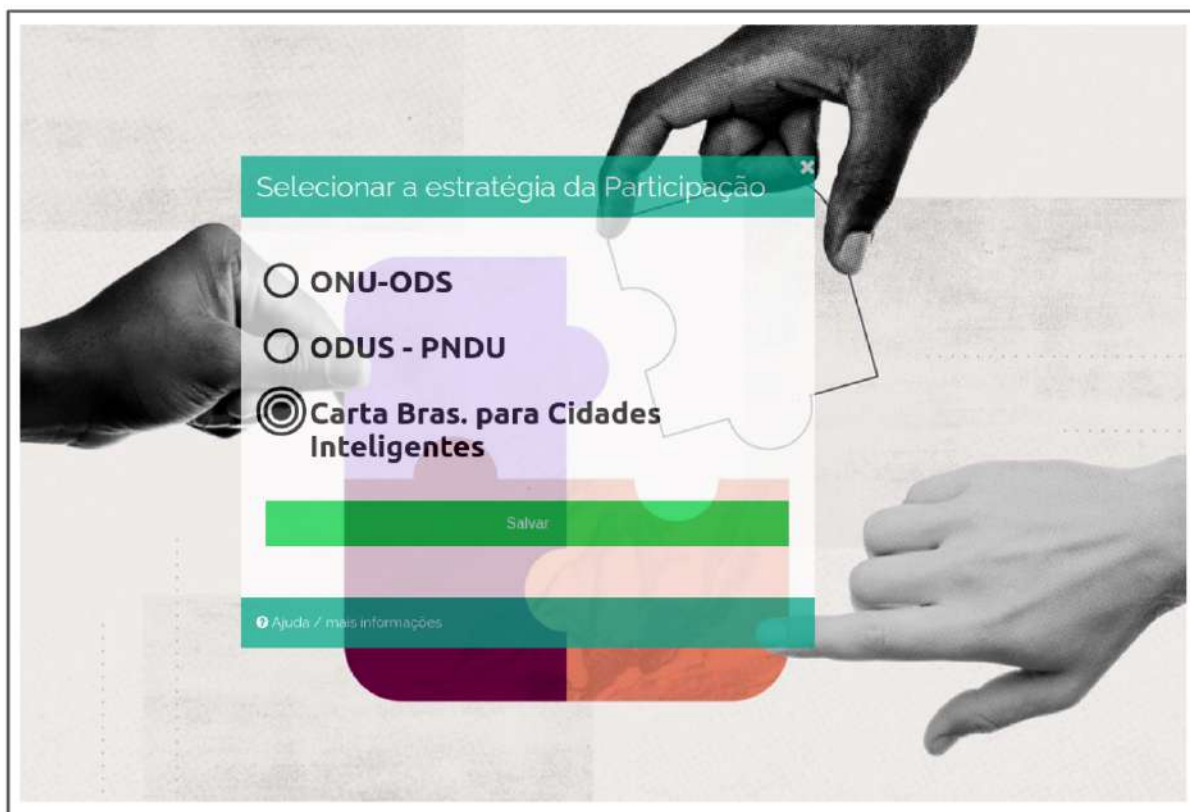 Selecionar a estratégia da Participação
ONU-ODS
ODUS - PNDU
Carta Bras. para Cidades
Inteligentes
Salvar
Ajuda / mais informações